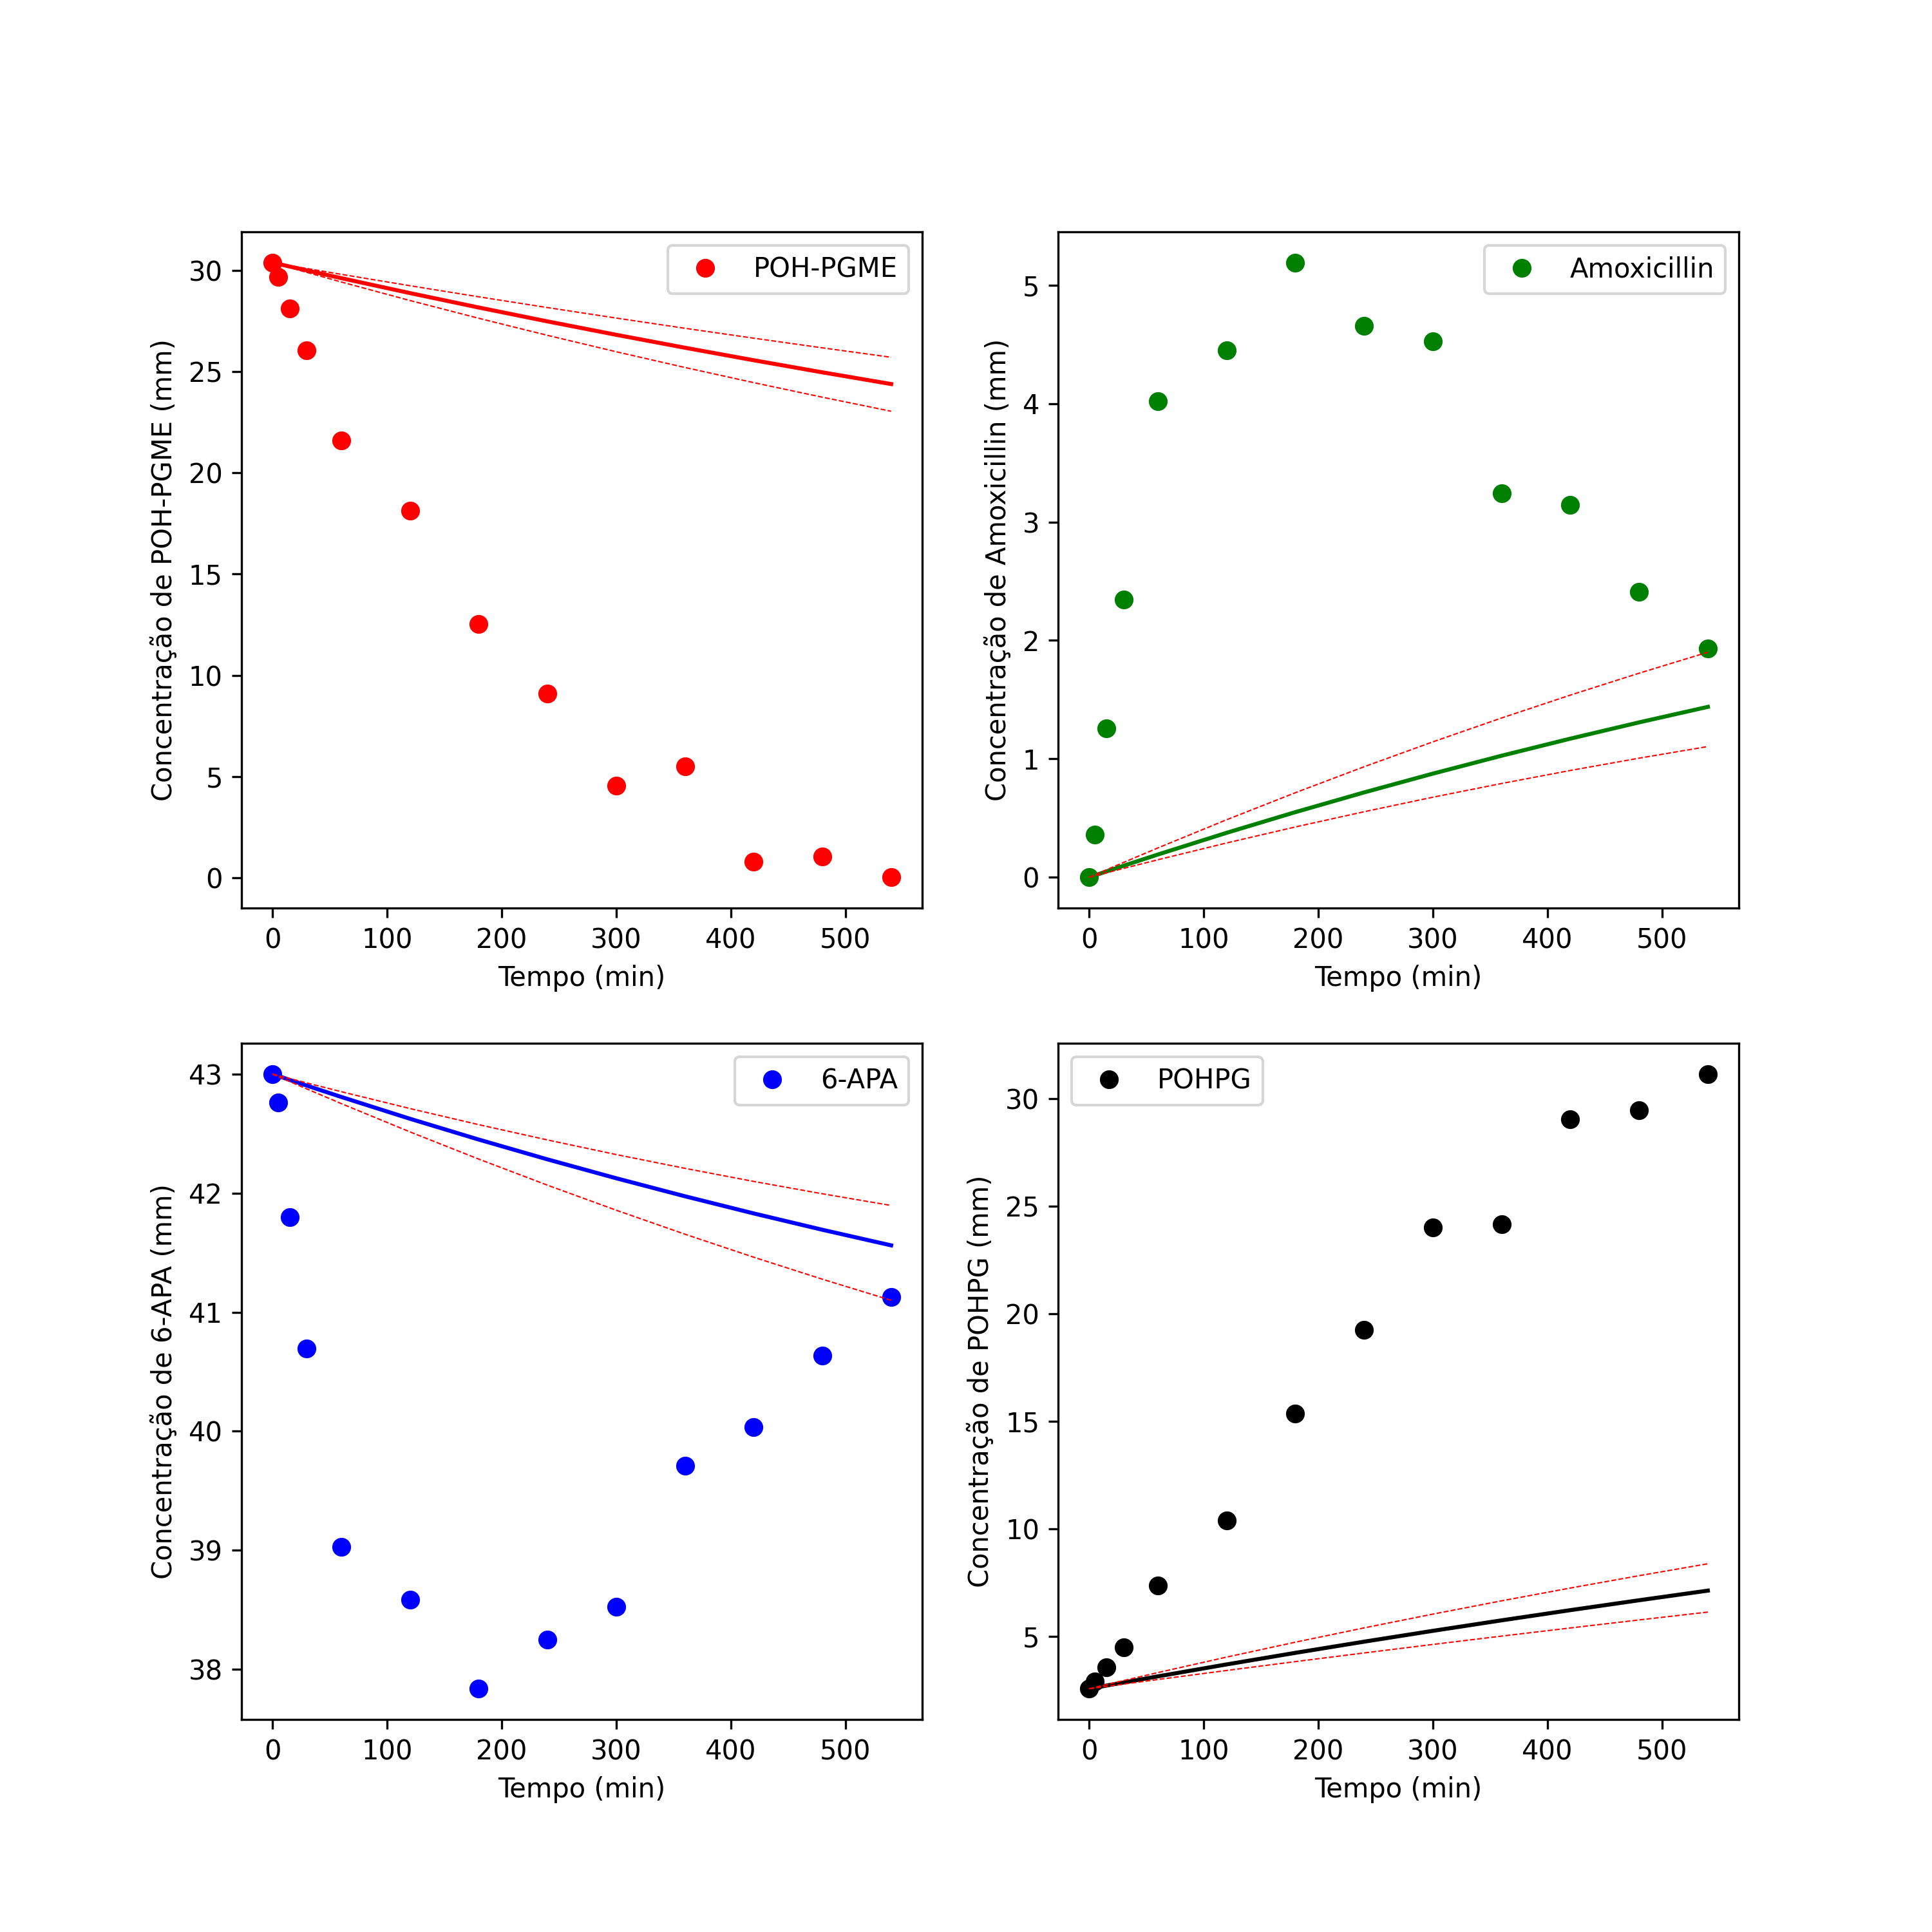 POH-PGME
Concentração de POH-PGME (mm)
30
25
20
15
10
5
0
0 100 200 300 400 500
Tempo (min)
Amoxicillin
Concentração de Amoxicillin (mm)
5
4
3
2
1
0
0 100 200 300 400 500
Tempo (min)
6-APA
Concentração de 6-APA (mm)
43
42
41
40
39
38
0 100 200 300 400 500
Tempo (min)
POHPG
Concentração de POHPG (mm)
30
25
20
15
10
5
0 100 200 300 400 500
Tempo (min)